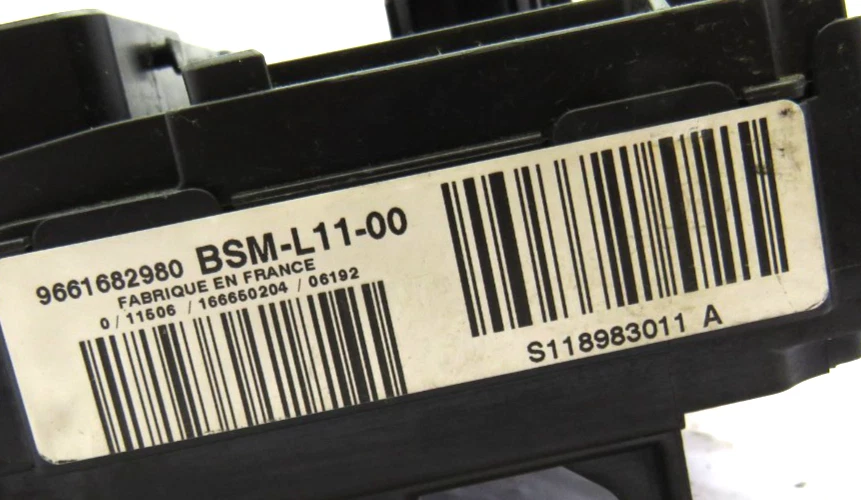 9661682980 BSM-L11-00
FABRIQUE EN FRANCE
0 / 11506 / 166650204 / 06192
S118983011 A